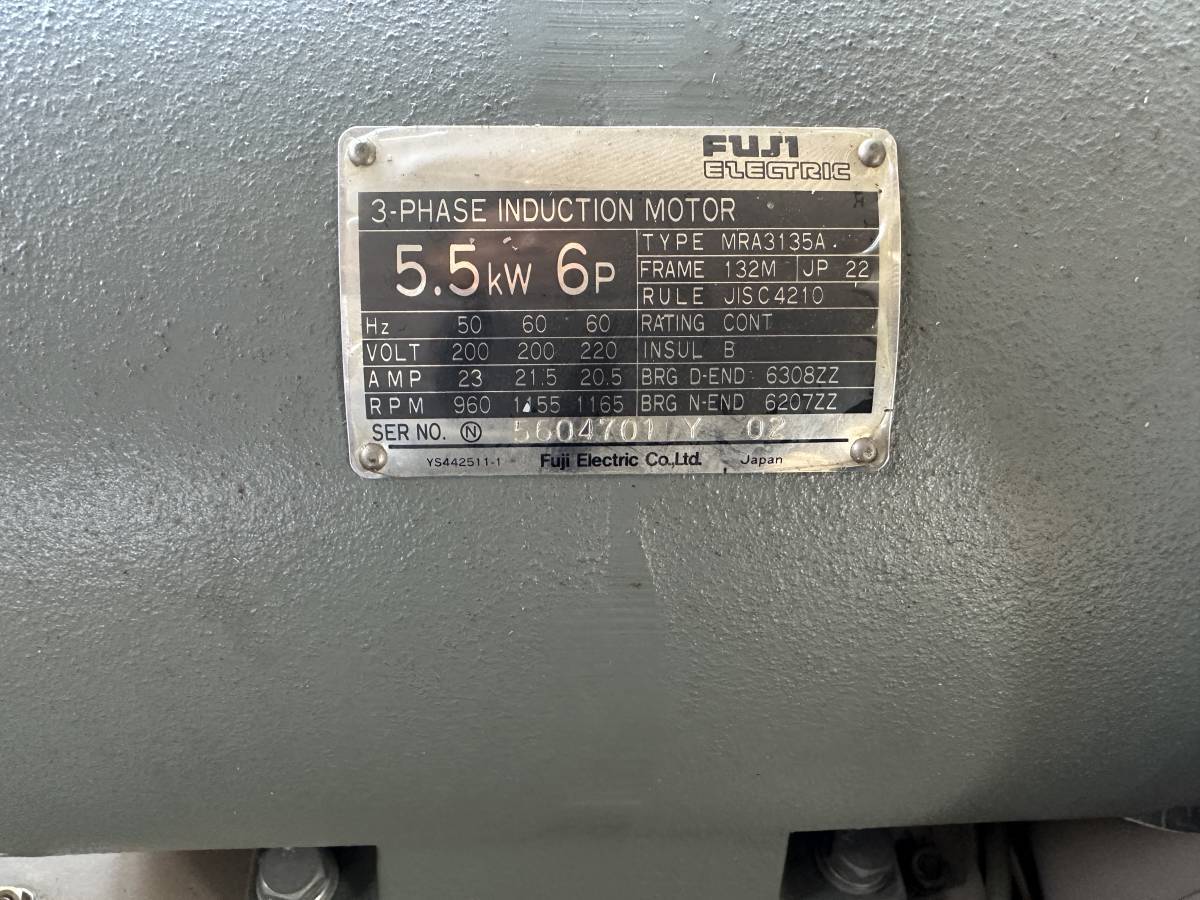 FUJI
ELECTRIC
3-PHASE INDUCTION MOTOR
5.5kW 6P
TYPE MRA3135A
FRAME 132M JP 22
RULE JISC4210
Hz 50 60 60 RATING CONT
VOLT 200 200 220 INSUL B
AMP 23 21.5 20.5 BRG D-END 6308ZZ
RPM 960 1155 1165 BRG N-END 6207ZZ
SER NO. Ⓝ 5604701 Y 02
YS442511-1 Fuji Electric Co.,Ltd. Japan